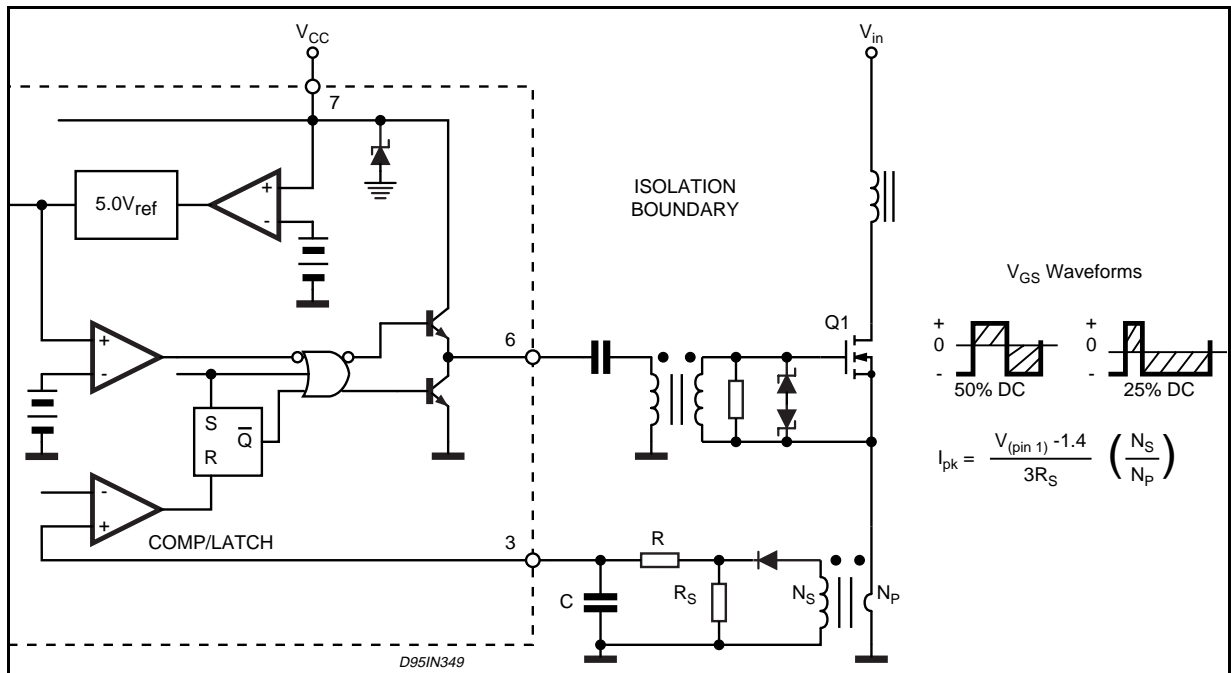 VCC
Vin
7
5.0Vref
+
-
ISOLATION
BOUNDARY
VGS Waveforms
Q1
6
+
0
-
50% DC
+
0
-
25% DC
+
-
S
R
Q
Ipk = V(pin 1) -1.4 / 3RS (NS / NP)
-
+
COMP/LATCH
3
R
C
RS
NS
NP
D95IN349